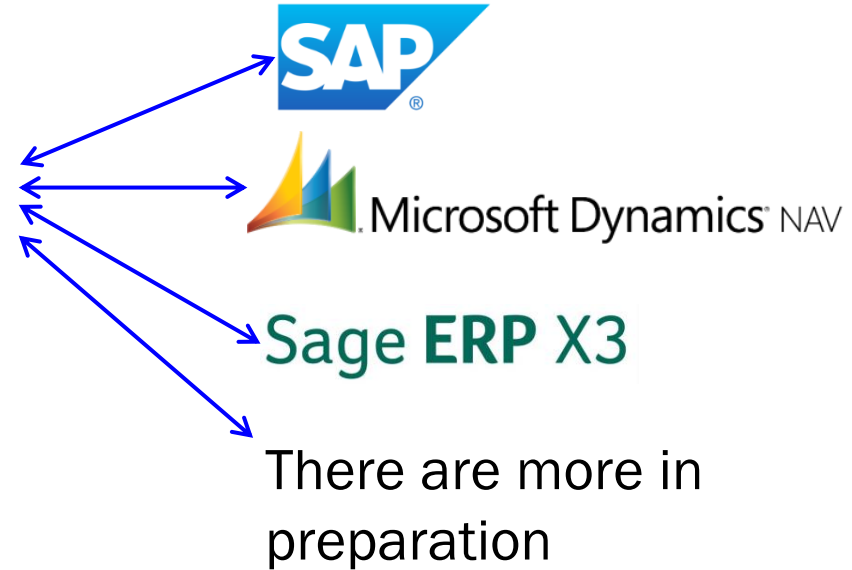 SAP ®
Microsoft Dynamics® NAV
Sage ERP X3
There are more in
preparation